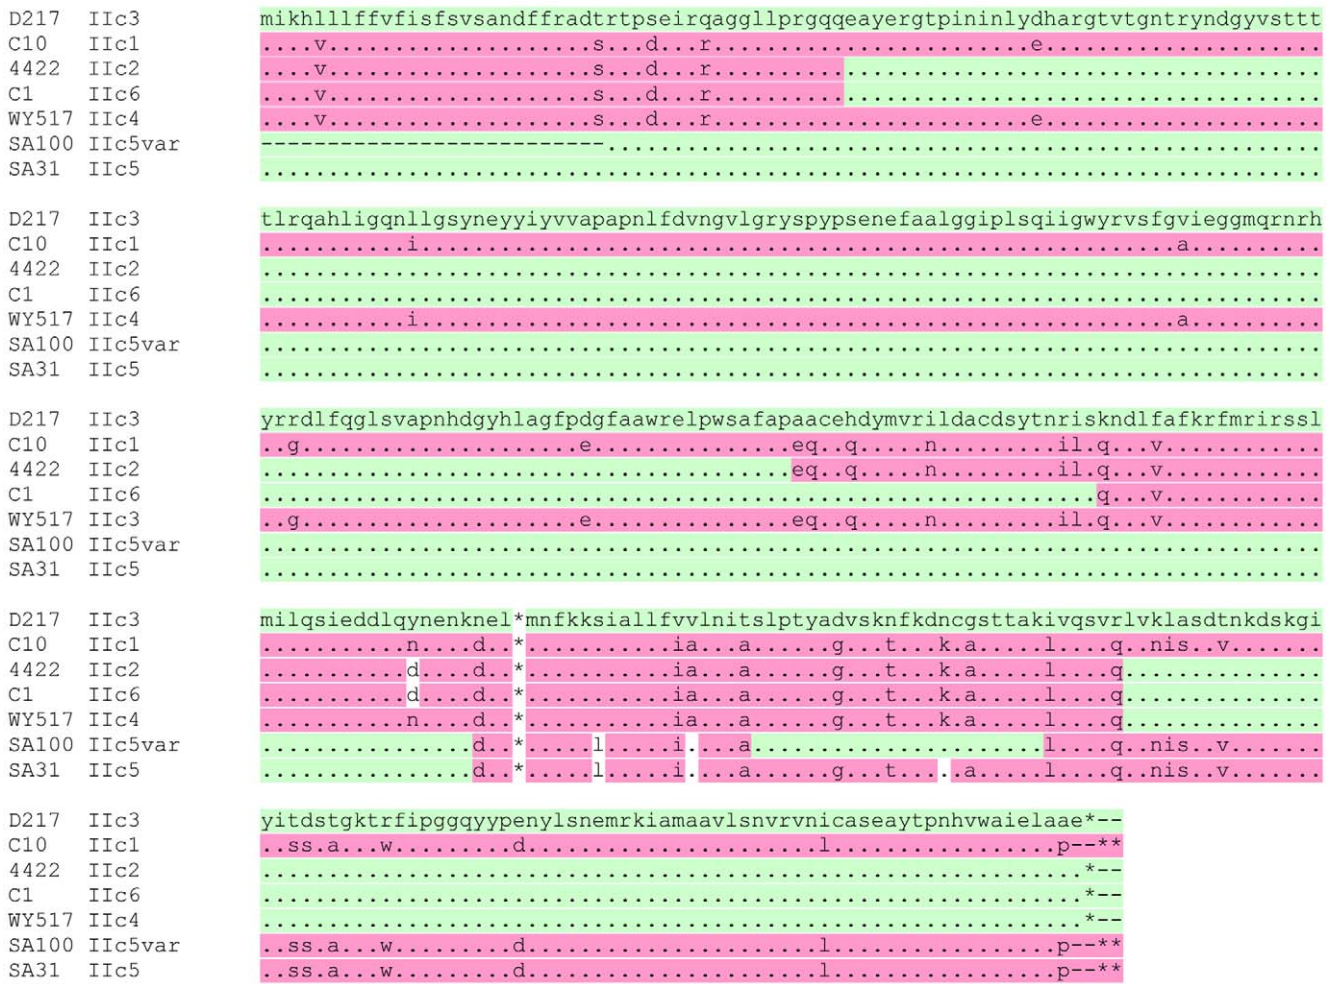 D217 IIc3 mikhlllffvfisfsvsandffradtrtpseirqaggllprgqqeayergtpininlydhargtvtgntryndgyvsttt
C10 IIc1 ....v....................s...d...r........................e.....................
4422 IIc2 ....v....................s...d...r..............................................
C1 IIc6 ....v....................s...d...r..............................................
WY517 IIc4 ....v....................s...d...r........................e.....................
SA100 IIc5var --------------------------......................................................
SA31 IIc5 ................................................................................
D217 IIc3 tlrqahligqnllgsyneyyiyvvapapnlfdvngvlgryspypsenefaalggiplsqiigwyrvsfgvieggmqrnrh
C10 IIc1 ...........i.........................................................a..........
4422 IIc2 ................................................................................
C1 IIc6 ................................................................................
WY517 IIc4 ...........i.........................................................a..........
SA100 IIc5var ................................................................................
SA31 IIc5 ................................................................................
D217 IIc3 yrrdlfqglsvapnhdgyhlagfpdgfaawrelpwsafapaacehdymvrildacdsytnriskndlfafkrfmrirssl
C10 IIc1 ..g.....................e...............eq..q.....n.........il.q...v............
4422 IIc2 ........................................eq..q.....n.........il.q...v............
C1 IIc6 ...............................................................q...v............
WY517 IIc3 ..g.....................e...............eq..q.....n.........il.q...v............
SA100 IIc5var ................................................................................
SA31 IIc5 ................................................................................
D217 IIc3 milqsieddlqynenknel*mnfkksiallfvvlnitslptyadvsknfkdncgsttakivqsvrlvklasdtnkdskgi
C10 IIc1 ...........n....d..*...........ia...a......g...t...k.a.....l....q..nis..v.......
4422 IIc2 ...........d....d..*...........ia...a......g...t...k.a.....l....q...............
C1 IIc6 ...........d....d..*...........ia...a......g...t...k.a.....l....q...............
WY517 IIc4 ...........n....d..*...........ia...a......g...t...k.a.....l....q...............
SA100 IIc5var ................d..*.....l.....i....a......................l....q..nis..v.......
SA31 IIc5 ................d..*.....l.....i....a......g...t.....a.....l....q..nis..v.......
D217 IIc3 yitdstgktrfipggqyypenylsnemrkiamaavlsnvrvnicaseaytpnhvwaielaae*--
C10 IIc1 ..ss.a...w.........d......................l.................p--**
4422 IIc2 ..............................................................*--
C1 IIc6 ..............................................................*--
WY517 IIc4 ..............................................................*--
SA100 IIc5var ..ss.a...w.........d......................l.................p--**
SA31 IIc5 ..ss.a...w.........d......................l.................p--**